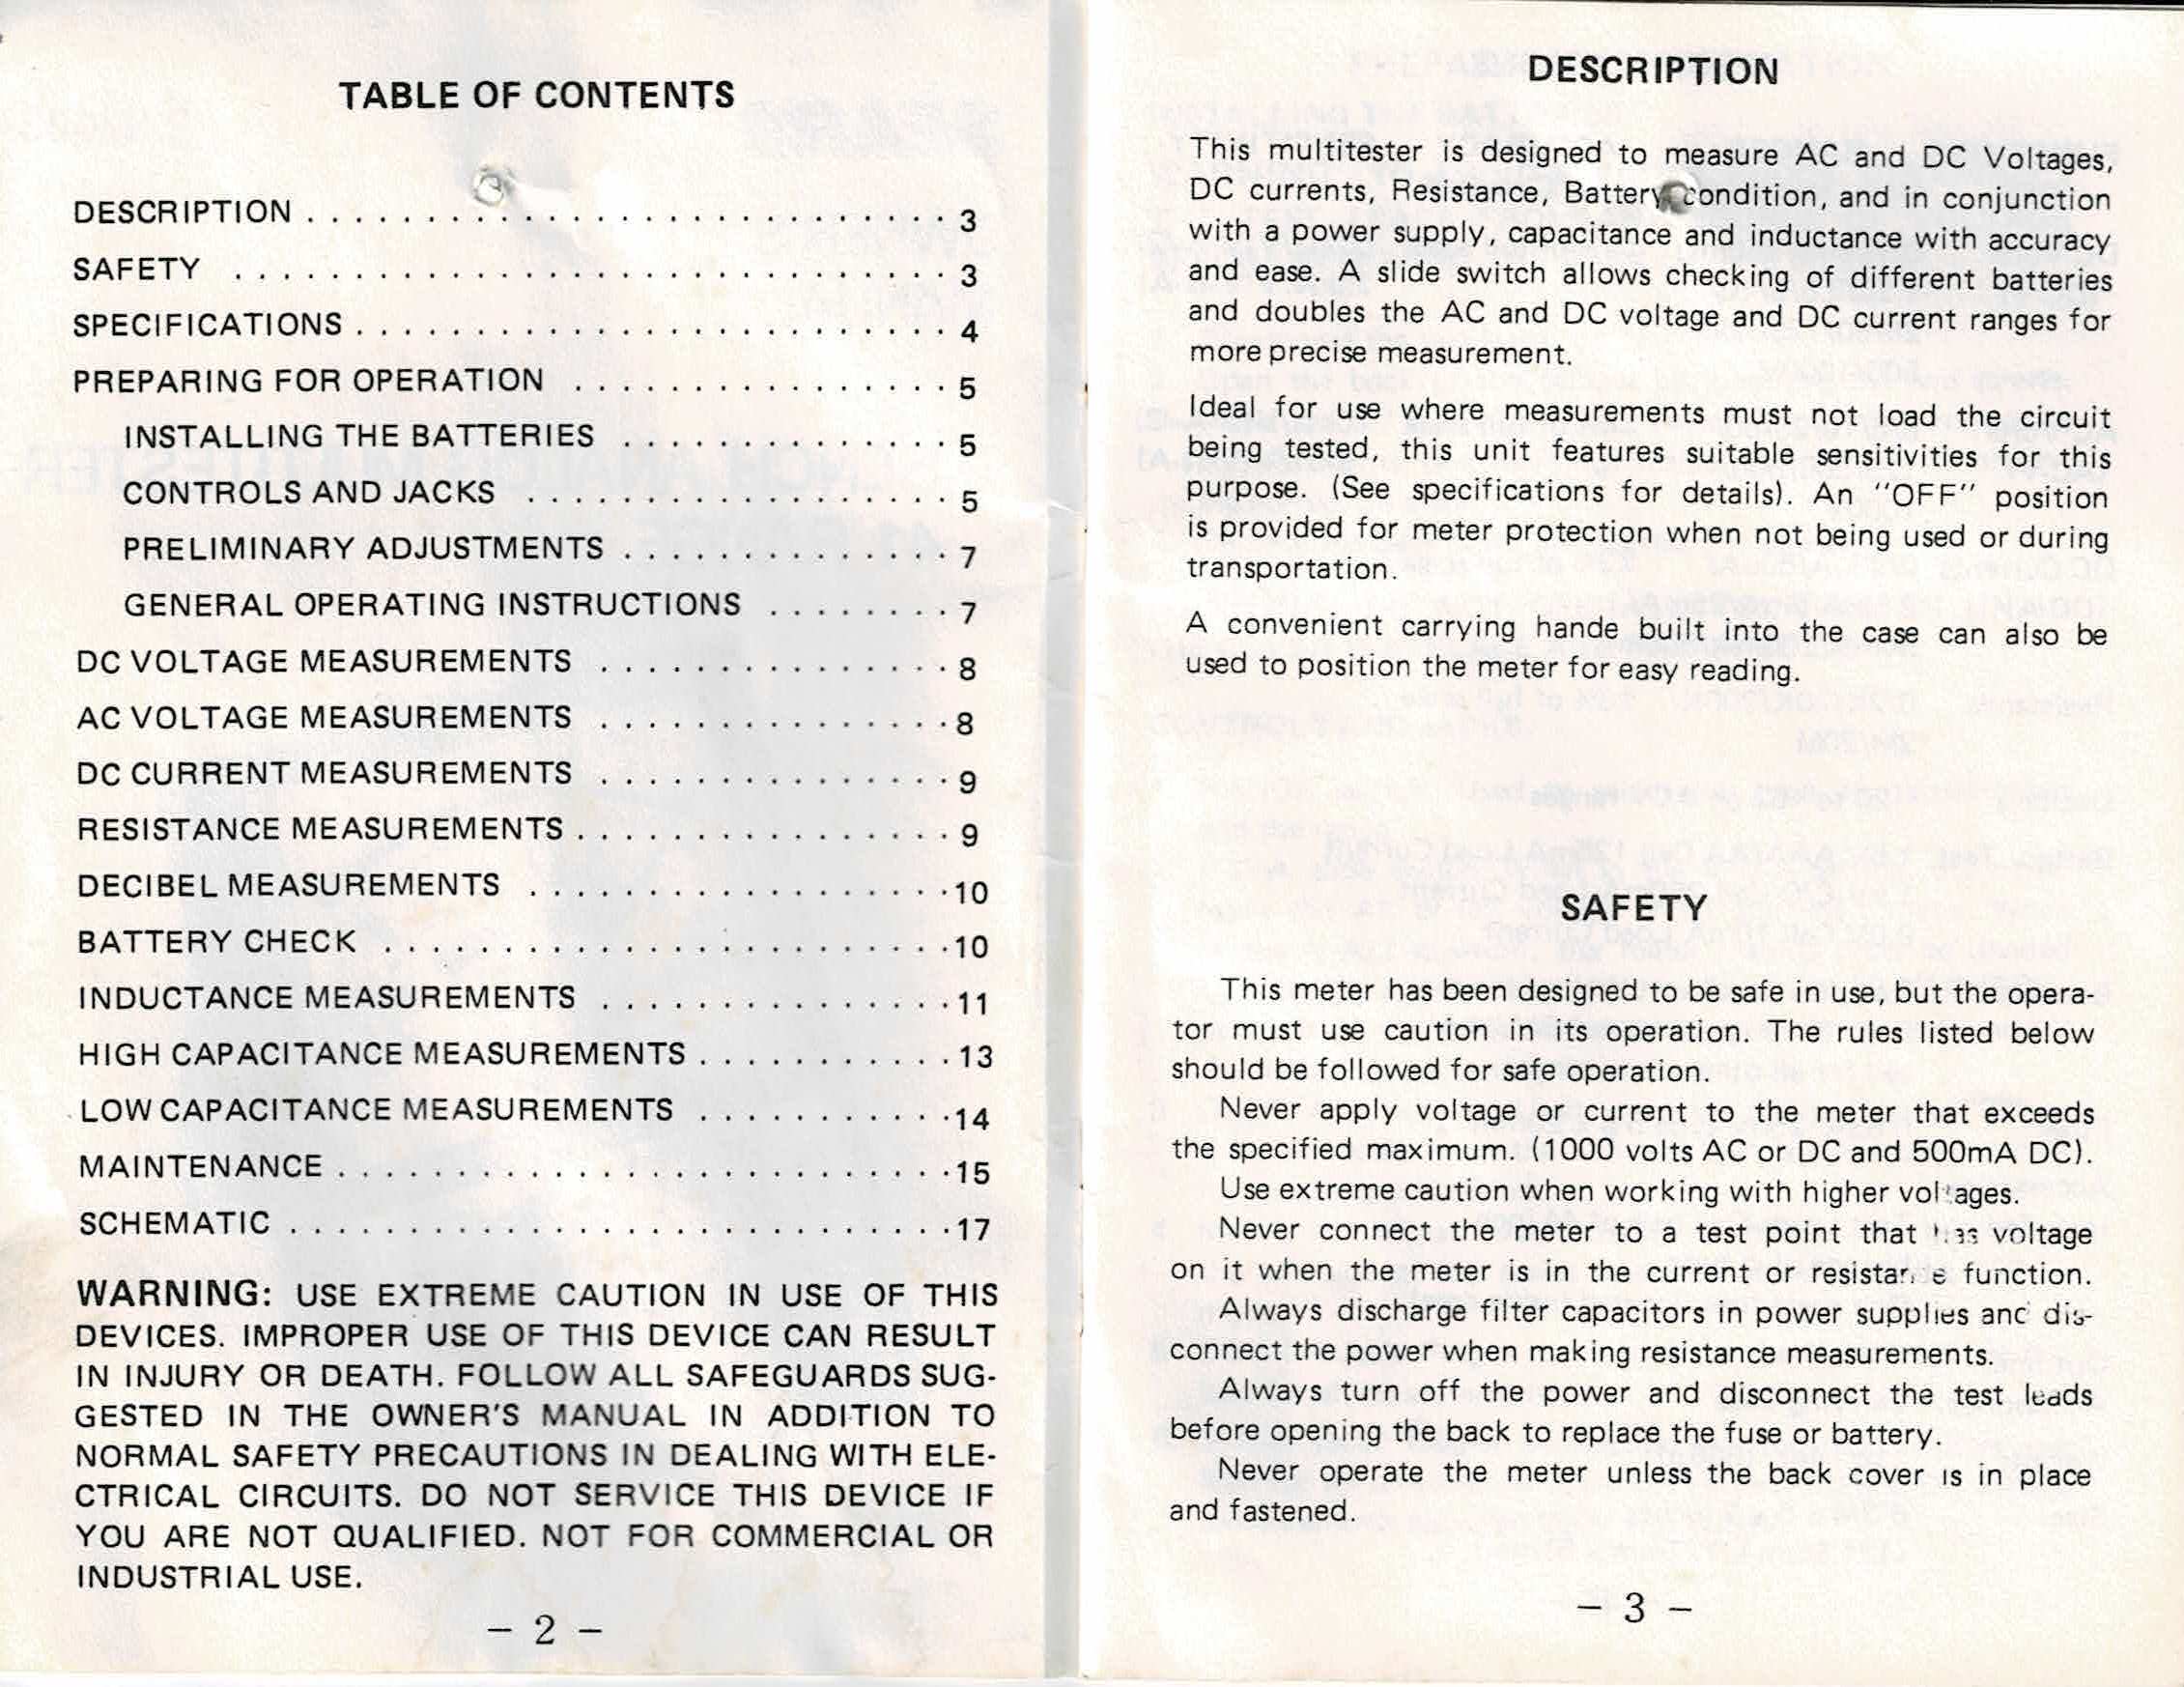 TABLE OF CONTENTS
DESCRIPTION . . . . . . . . . . . . . . . . . . . . . . . . . . . 3
SAFETY . . . . . . . . . . . . . . . . . . . . . . . . . . . . . . 3
SPECIFICATIONS . . . . . . . . . . . . . . . . . . . . . . . . . 4
PREPARING FOR OPERATION . . . . . . . . . . . . . . . . 5
INSTALLING THE BATTERIES . . . . . . . . . . . . . . 5
CONTROLS AND JACKS . . . . . . . . . . . . . . . . . . 5
PRELIMINARY ADJUSTMENTS . . . . . . . . . . . . . . 7
GENERAL OPERATING INSTRUCTIONS . . . . . . . . 7
DC VOLTAGE MEASUREMENTS . . . . . . . . . . . . . . . 8
AC VOLTAGE MEASUREMENTS . . . . . . . . . . . . . . . 8
DC CURRENT MEASUREMENTS . . . . . . . . . . . . . . . 9
RESISTANCE MEASUREMENTS . . . . . . . . . . . . . . . . 9
DECIBEL MEASUREMENTS . . . . . . . . . . . . . . . . . . 10
BATTERY CHECK . . . . . . . . . . . . . . . . . . . . . . . . 10
INDUCTANCE MEASUREMENTS . . . . . . . . . . . . . . . 11
HIGH CAPACITANCE MEASUREMENTS . . . . . . . . . . . 13
LOW CAPACITANCE MEASUREMENTS . . . . . . . . . . . 14
MAINTENANCE . . . . . . . . . . . . . . . . . . . . . . . . . . 15
SCHEMATIC . . . . . . . . . . . . . . . . . . . . . . . . . . . . 17
WARNING: USE EXTREME CAUTION IN USE OF THIS
DEVICES. IMPROPER USE OF THIS DEVICE CAN RESULT
IN INJURY OR DEATH. FOLLOW ALL SAFEGUARDS SUG-
GESTED IN THE OWNER'S MANUAL IN ADDITION TO
NORMAL SAFETY PRECAUTIONS IN DEALING WITH ELE-
CTRICAL CIRCUITS. DO NOT SERVICE THIS DEVICE IF
YOU ARE NOT QUALIFIED. NOT FOR COMMERCIAL OR
INDUSTRIAL USE.
– 2 –
DESCRIPTION
This multitester is designed to measure AC and DC Voltages,
DC currents, Resistance, Battery condition, and in conjunction
with a power supply, capacitance and inductance with accuracy
and ease. A slide switch allows checking of different batteries
and doubles the AC and DC voltage and DC current ranges for
more precise measurement.
Ideal for use where measurements must not load the circuit
being tested, this unit features suitable sensitivities for this
purpose. (See specifications for details). An "OFF" position
is provided for meter protection when not being used or during
transportation.
A convenient carrying hande built into the case can also be
used to position the meter for easy reading.
SAFETY
This meter has been designed to be safe in use, but the opera-
tor must use caution in its operation. The rules listed below
should be followed for safe operation.
Never apply voltage or current to the meter that exceeds
the specified maximum. (1000 volts AC or DC and 500mA DC).
Use extreme caution when working with higher voltages.
Never connect the meter to a test point that has voltage
on it when the meter is in the current or resistance function.
Always discharge filter capacitors in power supplies and dis-
connect the power when making resistance measurements.
Always turn off the power and disconnect the test leads
before opening the back to replace the fuse or battery.
Never operate the meter unless the back cover is in place
and fastened.
– 3 –